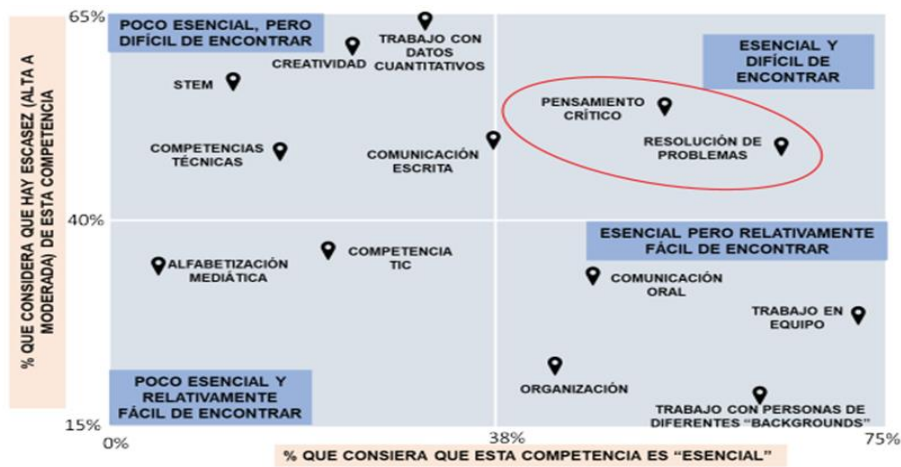 % QUE CONSIDERA QUE HAY ESCASEZ (ALTA A
MODERADA) DE ESTA COMPETENCIA
65%
40%
15%
POCO ESENCIAL, PERO
DIFÍCIL DE ENCONTRAR
TRABAJO CON
DATOS
CUANTITATIVOS
CREATIVIDAD
STEM
COMPETENCIAS
TÉCNICAS
COMUNICACIÓN
ESCRITA
ESENCIAL Y
DIFÍCIL DE
ENCONTRAR
PENSAMIENTO
CRÍTICO
RESOLUCIÓN DE
PROBLEMAS
ALFABETIZACIÓN
MEDIÁTICA
COMPETENCIA
TIC
POCO ESENCIAL Y
RELATIVAMENTE
FÁCIL DE ENCONTRAR
ESENCIAL PERO RELATIVAMENTE
FÁCIL DE ENCONTRAR
COMUNICACIÓN
ORAL
TRABAJO EN
EQUIPO
ORGANIZACIÓN
TRABAJO CON PERSONAS DE
DIFERENTES “BACKGROUNDS”
0%
38%
75%
% QUE CONSIERA QUE ESTA COMPETENCIA ES “ESENCIAL”